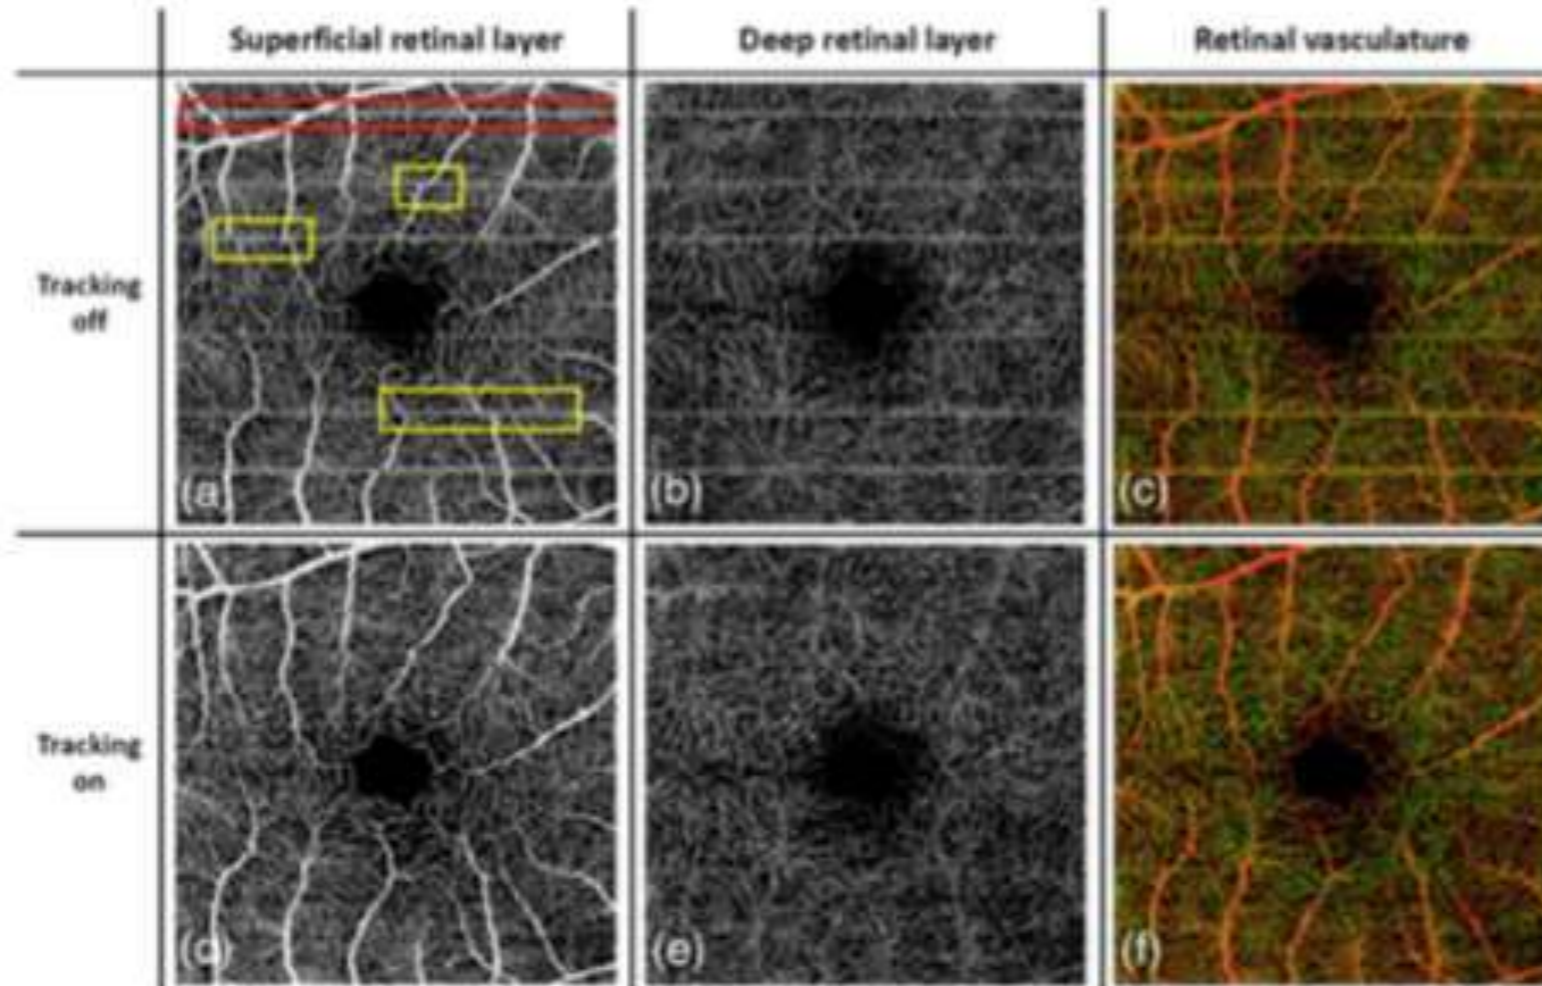 Superficial retinal layer
Deep retinal layer
Retinal vasculature
Tracking
off
(a)
(b)
(c)
Tracking
on
(d)
(e)
(f)